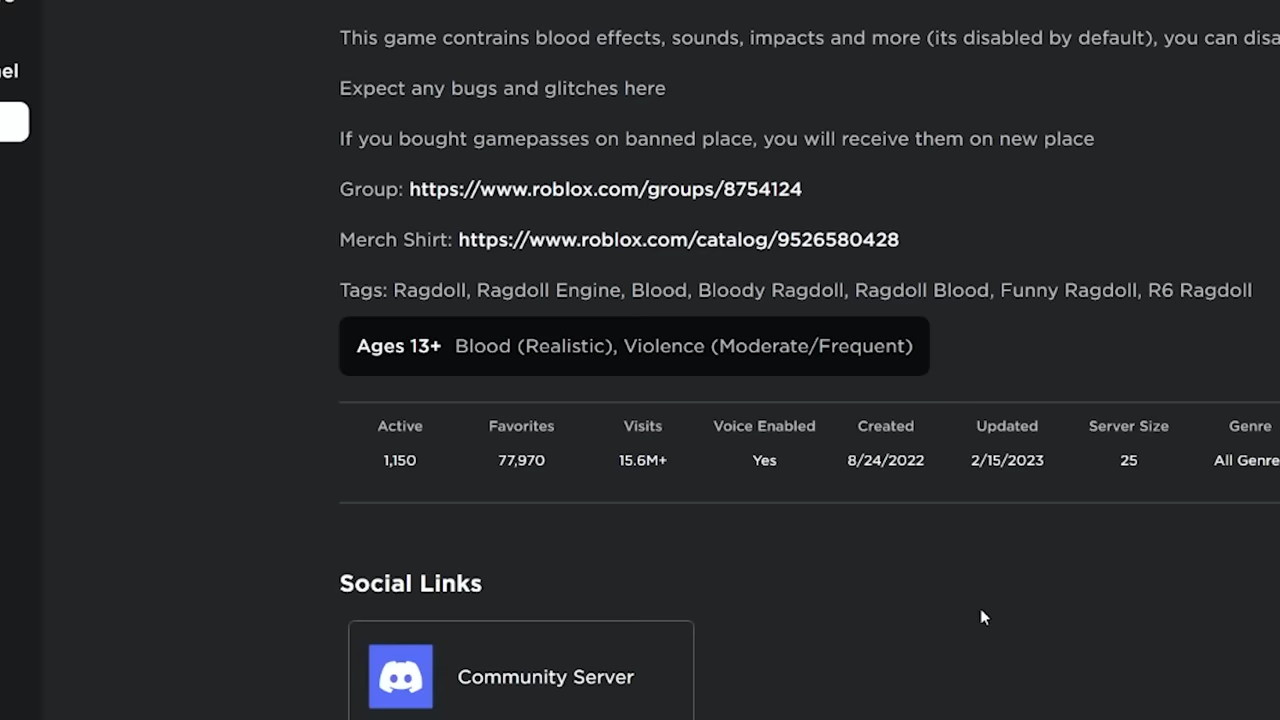 This game contrains blood effects, sounds, impacts and more (its disabled by default), you can disa
nel
Expect any bugs and glitches here
If you bought gamepasses on banned place, you will receive them on new place
Group: https://www.roblox.com/groups/8754124
Merch Shirt: https://www.roblox.com/catalog/9526580428
Tags: Ragdoll, Ragdoll Engine, Blood, Bloody Ragdoll, Ragdoll Blood, Funny Ragdoll, R6 Ragdoll
Ages 13+ Blood (Realistic), Violence (Moderate/Frequent)
Active Favorites Visits Voice Enabled Created Updated Server Size Genre
1,150 77,970 15.6M+ Yes 8/24/2022 2/15/2023 25 All Genre
Social Links
Community Server